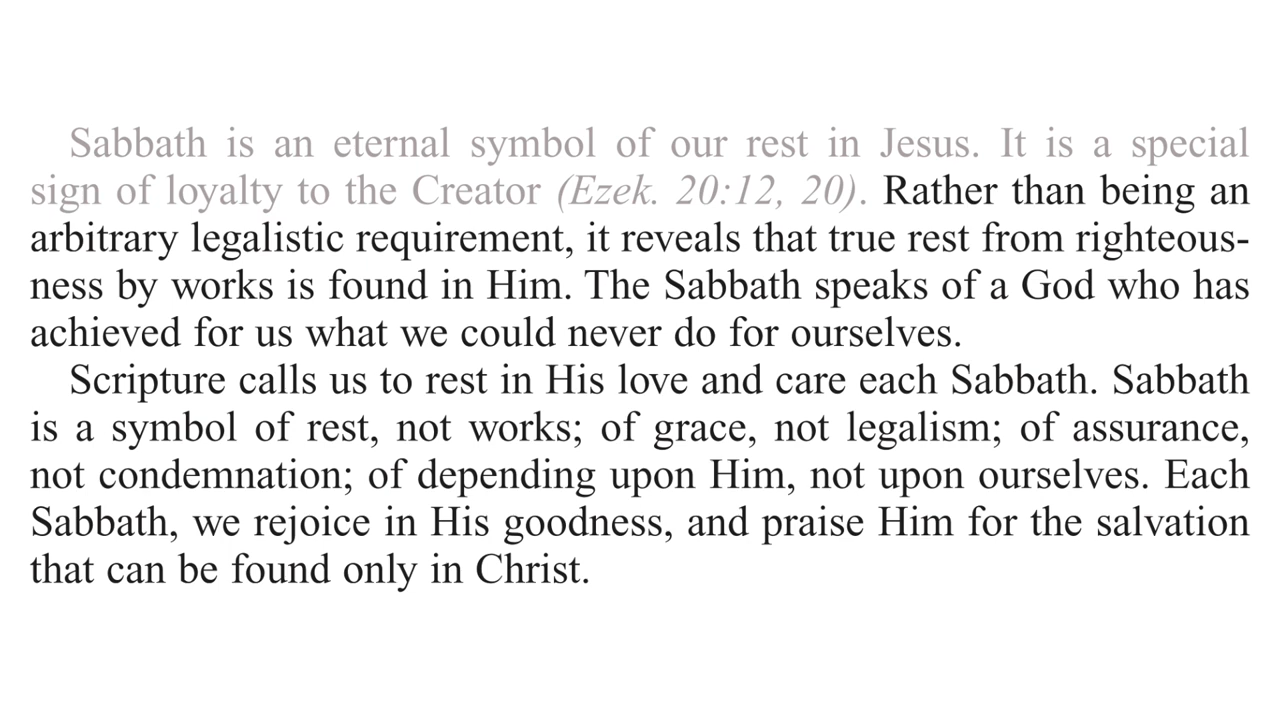 Sabbath is an eternal symbol of our rest in Jesus. It is a special
sign of loyalty to the Creator (Ezek. 20:12, 20). Rather than being an
arbitrary legalistic requirement, it reveals that true rest from righteous-
ness by works is found in Him. The Sabbath speaks of a God who has
achieved for us what we could never do for ourselves.
Scripture calls us to rest in His love and care each Sabbath. Sabbath
is a symbol of rest, not works; of grace, not legalism; of assurance,
not condemnation; of depending upon Him, not upon ourselves. Each
Sabbath, we rejoice in His goodness, and praise Him for the salvation
that can be found only in Christ.